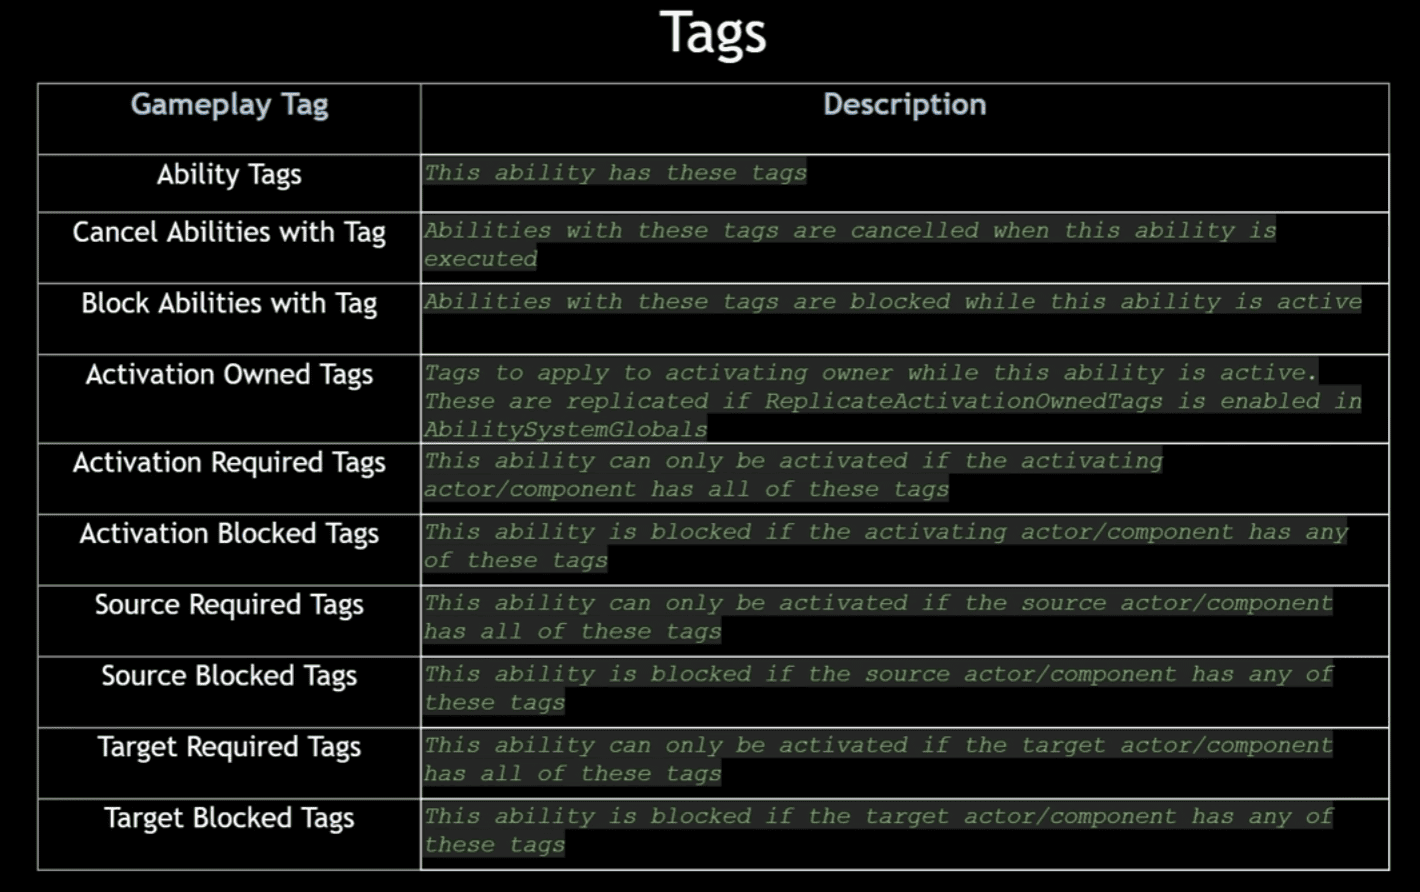 Tags
Gameplay Tag
Description
Ability Tags
This ability has these tags
Cancel Abilities with Tag
Abilities with these tags are cancelled when this ability is
executed
Block Abilities with Tag
Abilities with these tags are blocked while this ability is active
Activation Owned Tags
Tags to apply to activating owner while this ability is active.
These are replicated if ReplicateActivationOwnedTags is enabled in
AbilitySystemGlobals
Activation Required Tags
This ability can only be activated if the activating
actor/component has all of these tags
Activation Blocked Tags
This ability is blocked if the activating actor/component has any
of these tags
Source Required Tags
This ability can only be activated if the source actor/component
has all of these tags
Source Blocked Tags
This ability is blocked if the source actor/component has any of
these tags
Target Required Tags
This ability can only be activated if the target actor/component
has all of these tags
Target Blocked Tags
This ability is blocked if the target actor/component has any of
these tags